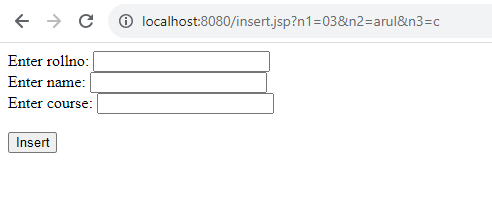 localhost:8080/insert.jsp?n1=03&n2=arul&n3=c
Enter rollno:
Enter name:
Enter course:
Insert